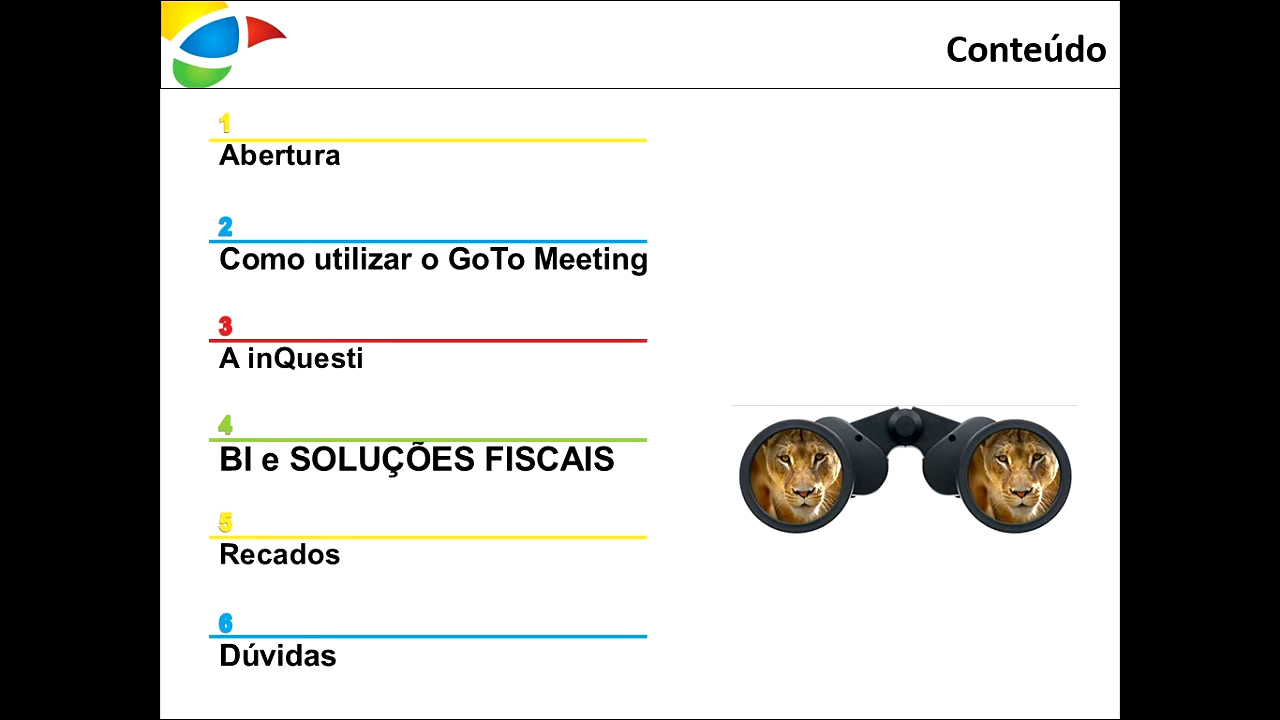 Conteúdo
1
Abertura
2
Como utilizar o GoTo Meeting
3
A inQuesti
4
BI e SOLUÇÕES FISCAIS
5
Recados
6
Dúvidas